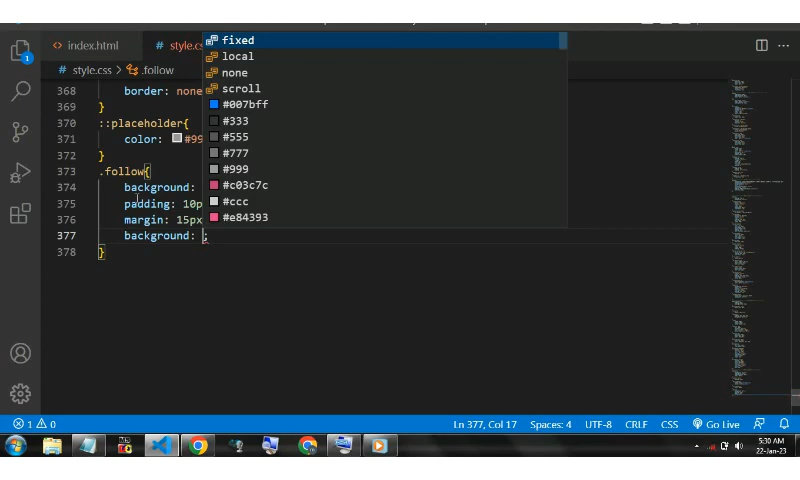 <> index.html
# style.cs
# style.css > .follow
fixed
local
none
scroll
#007bff
#333
#555
#777
#999
#c03c7c
#ccc
#e84393
368 border: none
369 }
370 ::placeholder{
371 color: #99
372 }
373 .follow{
374 background:
375 padding: 10p
376 margin: 15px
377 background: ;
378 }
1
1 0
Ln 377, Col 17
Spaces: 4
UTF-8
CRLF
CSS
Go Live
5:30 AM
22-Jan-23